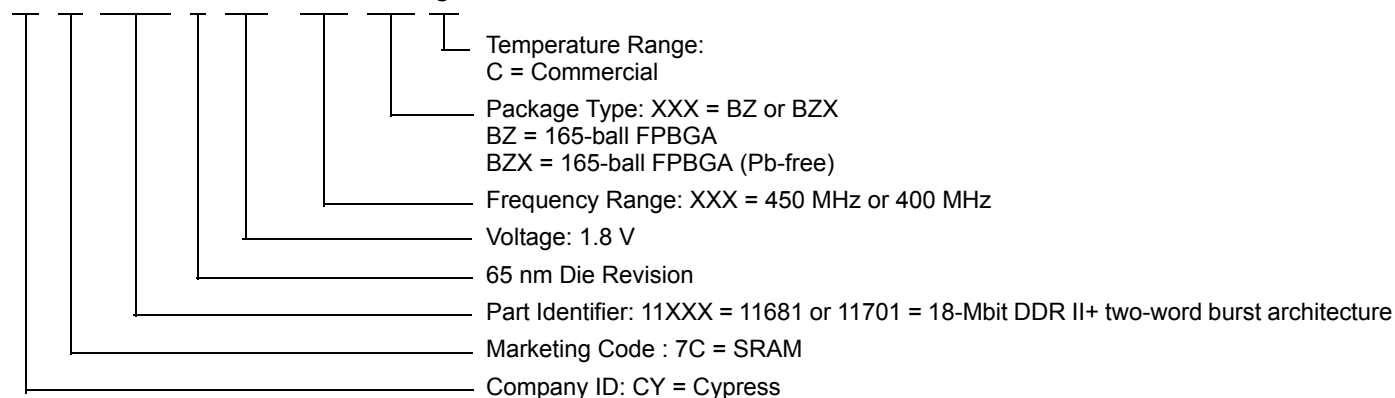 Temperature Range:
C = Commercial
Package Type: XXX = BZ or BZX
BZ = 165-ball FPBGA
BZX = 165-ball FPBGA (Pb-free)
Frequency Range: XXX = 450 MHz or 400 MHz
Voltage: 1.8 V
65 nm Die Revision
Part Identifier: 11XXX = 11681 or 11701 = 18-Mbit DDR II+ two-word burst architecture
Marketing Code : 7C = SRAM
Company ID: CY = Cypress